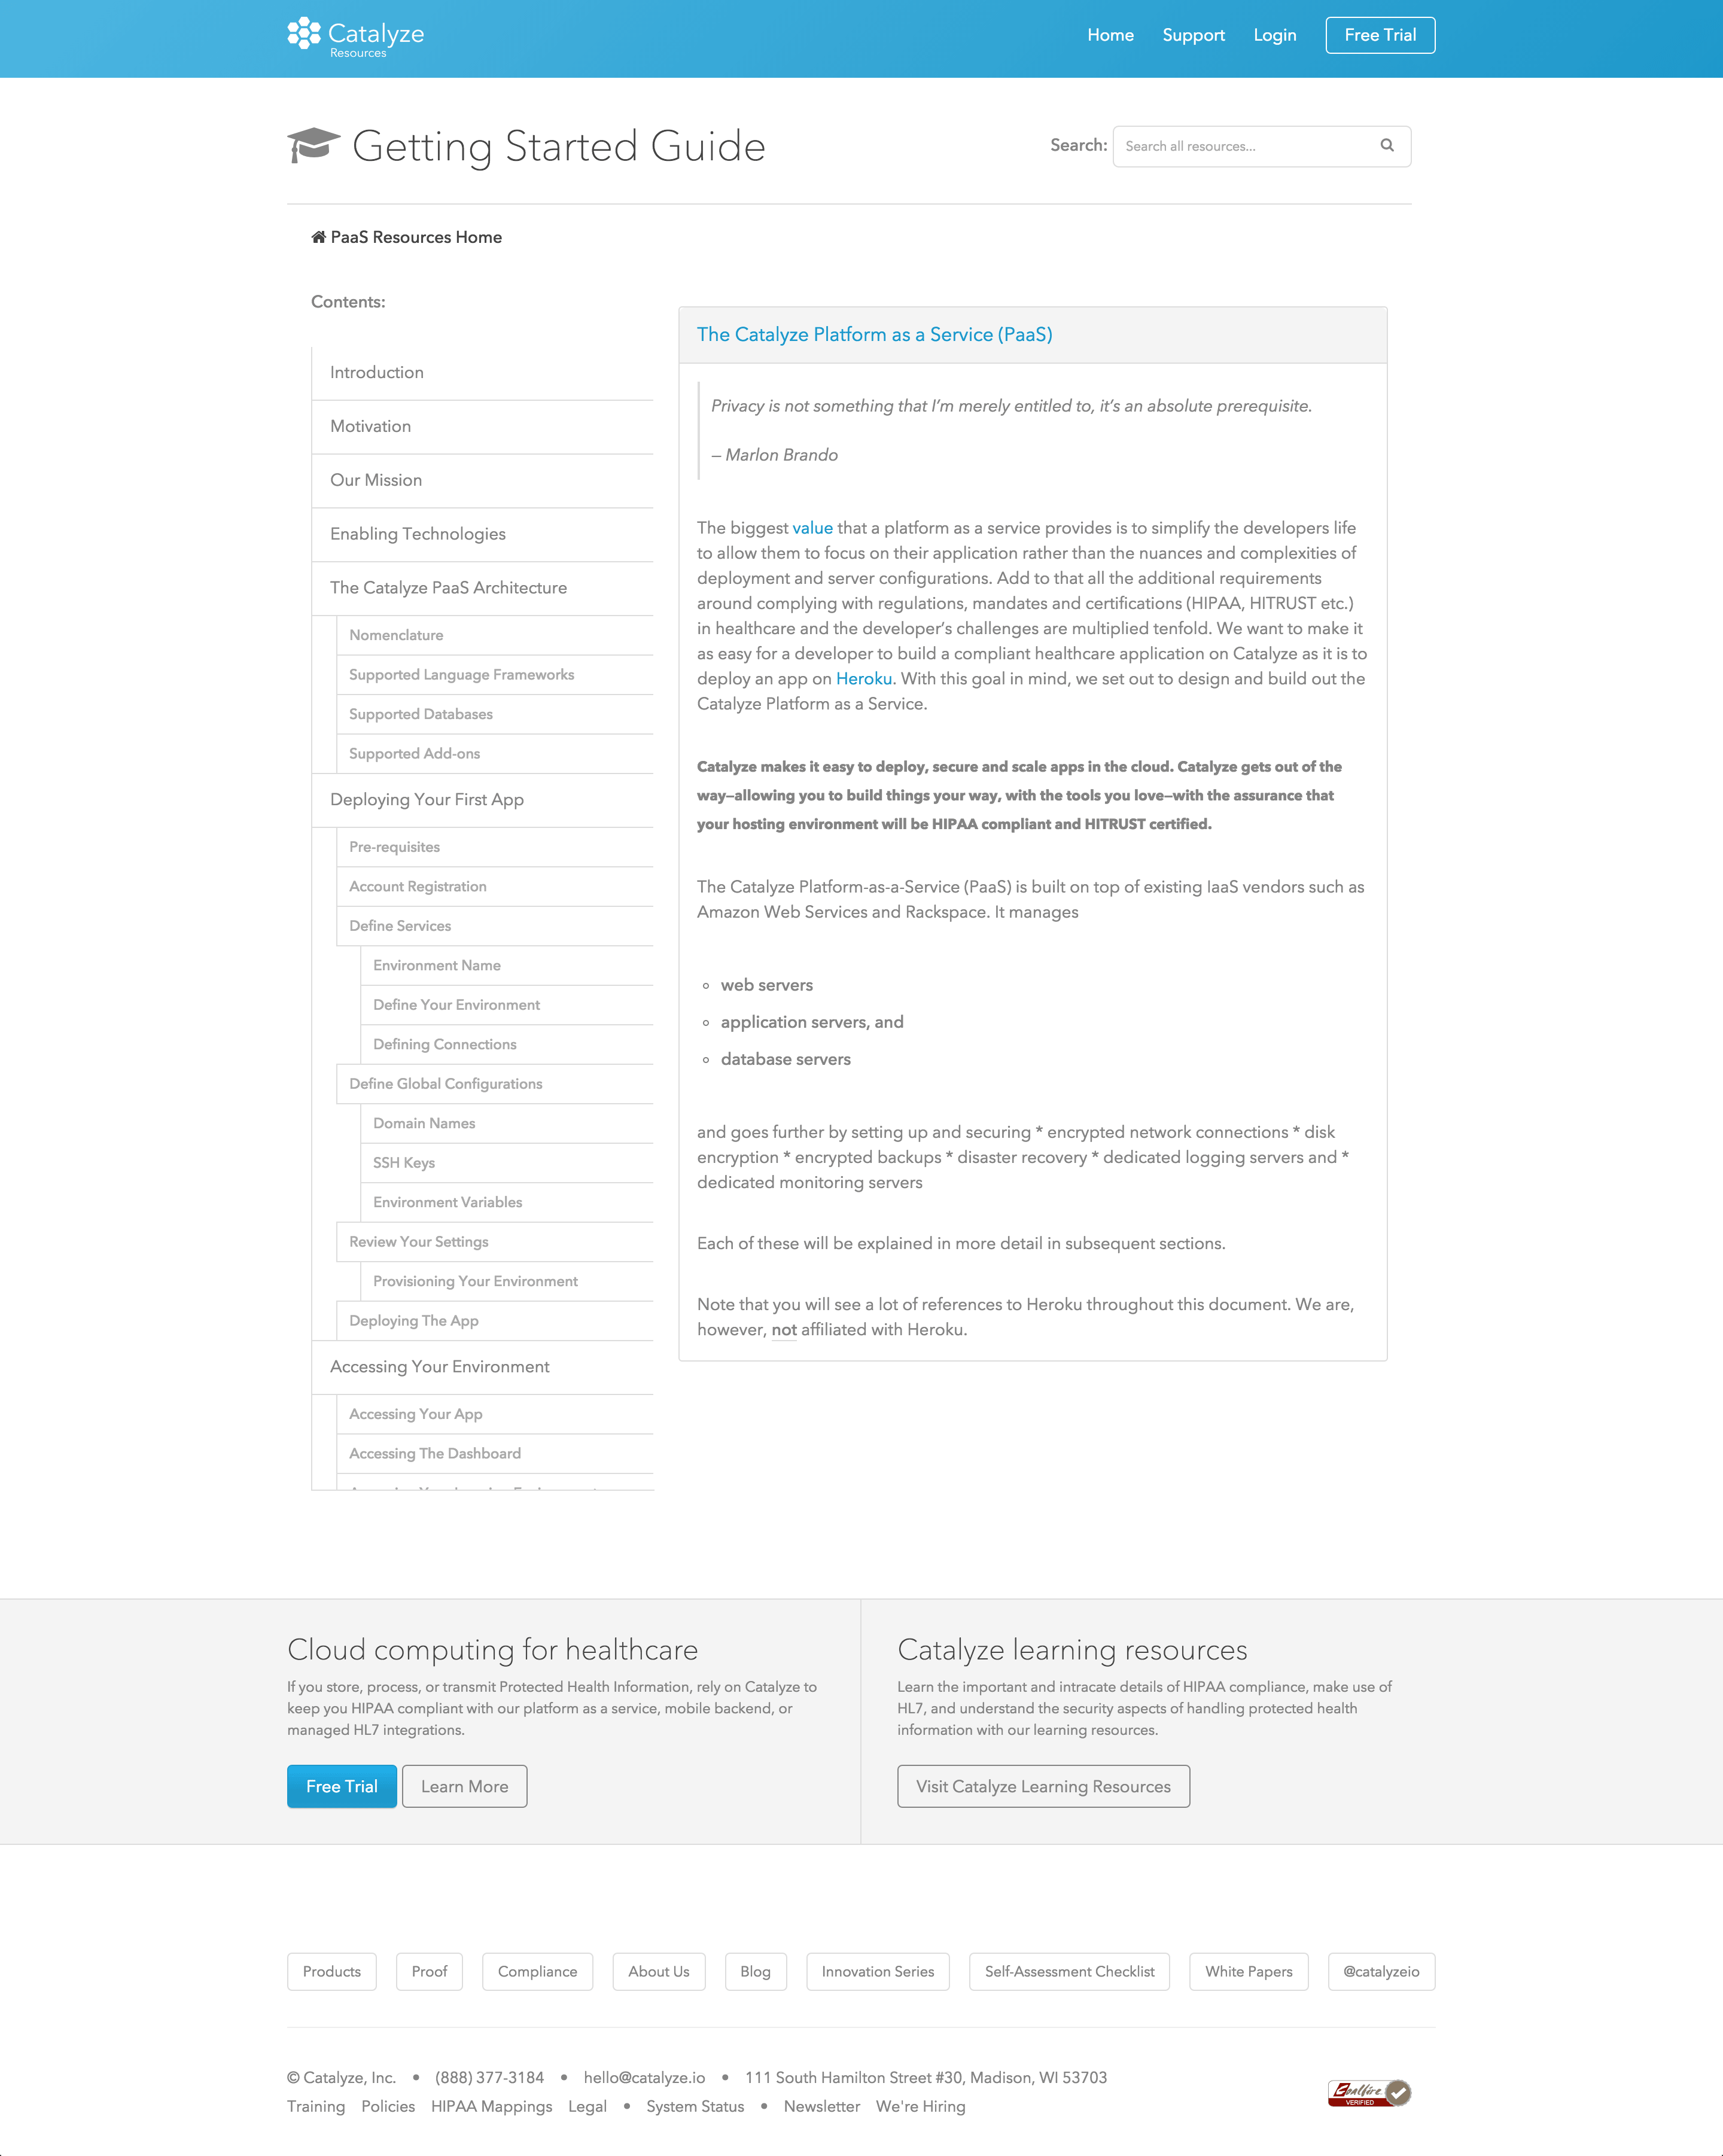 Catalyze
Resources
Home Support Login Free Trial
Getting Started Guide
Search: Search all resources...
PaaS Resources Home
Contents:
Introduction
Motivation
Our Mission
Enabling Technologies
The Catalyze PaaS Architecture
Nomenclature
Supported Language Frameworks
Supported Databases
Supported Add-ons
Deploying Your First App
Pre-requisites
Account Registration
Define Services
Environment Name
Define Your Environment
Defining Connections
Define Global Configurations
Domain Names
SSH Keys
Environment Variables
Review Your Settings
Provisioning Your Environment
Deploying The App
Accessing Your Environment
Accessing Your App
Accessing The Dashboard
The Catalyze Platform as a Service (PaaS)
Privacy is not something that I’m merely entitled to, it’s an absolute prerequisite.
– Marlon Brando
The biggest value that a platform as a service provides is to simplify the developers life
to allow them to focus on their application rather than the nuances and complexities of
deployment and server configurations. Add to that all the additional requirements
around complying with regulations, mandates and certifications (HIPAA, HITRUST etc.)
in healthcare and the developer’s challenges are multiplied tenfold. We want to make it
as easy for a developer to build a compliant healthcare application on Catalyze as it is to
deploy an app on Heroku. With this goal in mind, we set out to design and build out the
Catalyze Platform as a Service.
Catalyze makes it easy to deploy, secure and scale apps in the cloud. Catalyze gets out of the
way—allowing you to build things your way, with the tools you love—with the assurance that
your hosting environment will be HIPAA compliant and HITRUST certified.
The Catalyze Platform-as-a-Service (PaaS) is built on top of existing IaaS vendors such as
Amazon Web Services and Rackspace. It manages
web servers
application servers, and
database servers
and goes further by setting up and securing * encrypted network connections * disk
encryption * encrypted backups * disaster recovery * dedicated logging servers and *
dedicated monitoring servers
Each of these will be explained in more detail in subsequent sections.
Note that you will see a lot of references to Heroku throughout this document. We are,
however, not affiliated with Heroku.
Cloud computing for healthcare
If you store, process, or transmit Protected Health Information, rely on Catalyze to
keep you HIPAA compliant with our platform as a service, mobile backend, or
managed HL7 integrations.
Free Trial Learn More
Catalyze learning resources
Learn the important and intracate details of HIPAA compliance, make use of
HL7, and understand the security aspects of handling protected health
information with our learning resources.
Visit Catalyze Learning Resources
Products Proof Compliance About Us Blog Innovation Series Self-Assessment Checklist White Papers @catalyzeio
© Catalyze, Inc. • (888) 377-3184 • hello@catalyze.io • 111 South Hamilton Street #30, Madison, WI 53703
Training Policies HIPAA Mappings Legal • System Status • Newsletter We're Hiring
Coalfire
VERIFIED